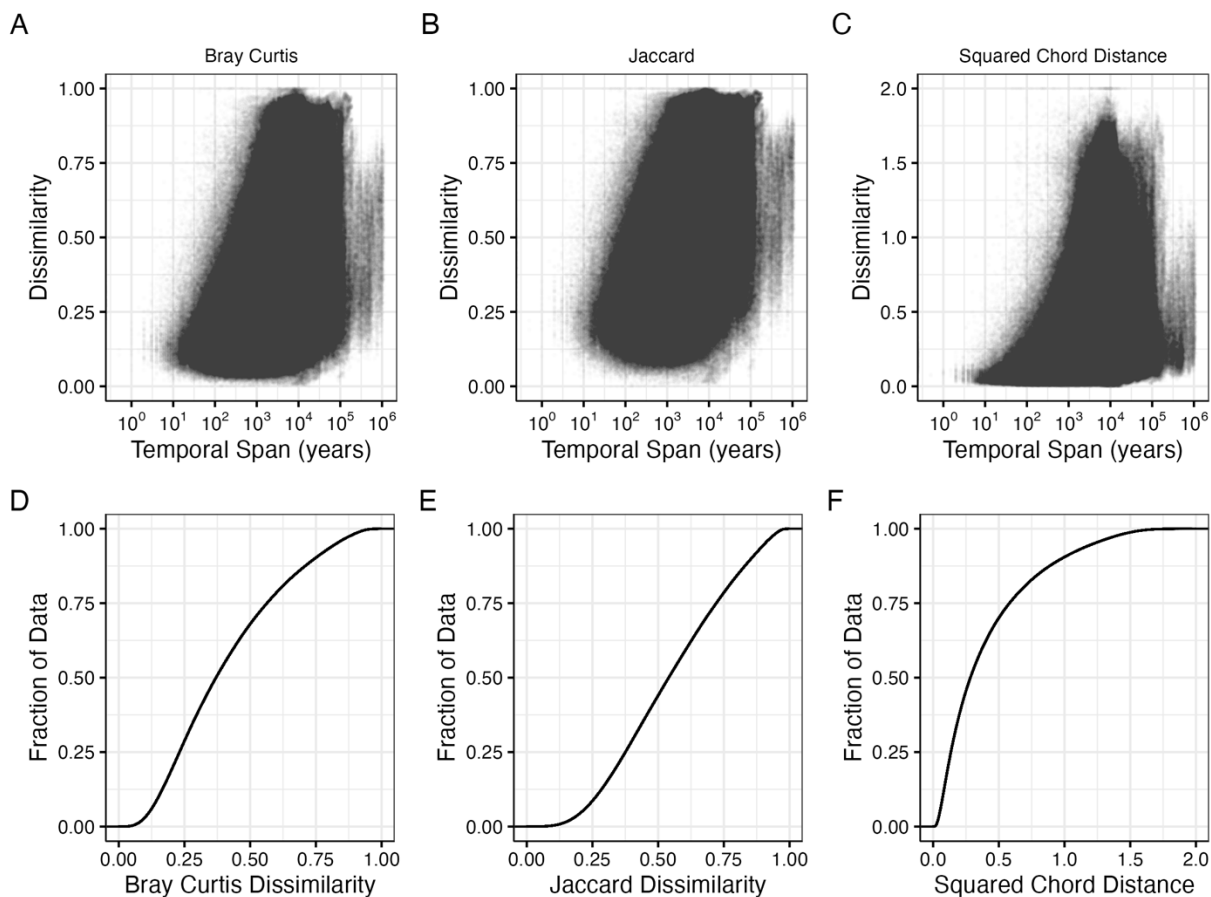 A
B
C
Bray Curtis
Jaccard
Squared Chord Distance
Dissimilarity
1.00
0.75
0.50
0.25
0.00
10⁰ 10¹ 10² 10³ 10⁴ 10⁵ 10⁶
Temporal Span (years)
Dissimilarity
1.00
0.75
0.50
0.25
0.00
10⁰ 10¹ 10² 10³ 10⁴ 10⁵ 10⁶
Temporal Span (years)
Dissimilarity
2.0
1.5
1.0
0.5
2.0
10⁰ 10¹ 10² 10³ 10⁴ 10⁵ 10⁶
Temporal Span (years)
D
E
F
Fraction of Data
1.00
0.75
0.50
0.25
0.00
0.00 0.25 0.50 0.75 1.00
Bray Curtis Dissimilarity
Fraction of Data
1.00
0.75
0.50
0.25
0.00
0.00 0.25 0.50 0.75 1.00
Jaccard Dissimilarity
Fraction of Data
1.00
0.75
0.50
0.25
0.00
0.0 0.5 1.0 1.5 2.0
Squared Chord Distance